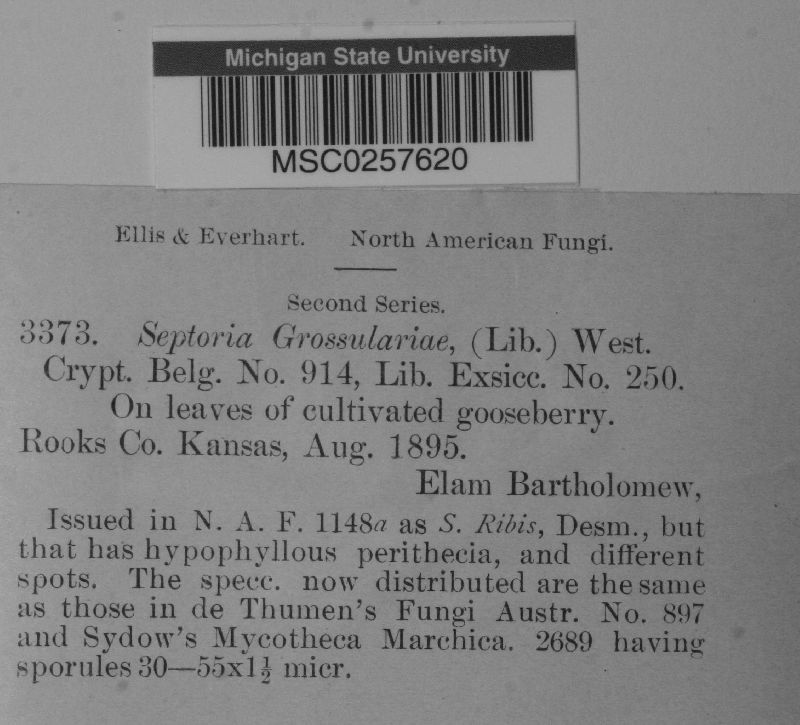 Michigan State University
MSC0257620
Ellis & Everhart. North American Fungi.
Second Series.
3373. Septoria Grossulariae, (Lib.) West.
Crypt. Belg. No. 914, Lib. Exsicc. No. 250.
On leaves of cultivated gooseberry.
Rooks Co. Kansas, Aug. 1895.
Elam Bartholomew,
Issued in N. A. F. 1148a as S. Ribis, Desm., but
that has hypophyllous perithecia, and different
spots. The specc. now distributed are the same
as those in de Thumen's Fungi Austr. No. 897
and Sydow's Mycotheca Marchica. 2689 having
sporules 30—55x1½ micr.